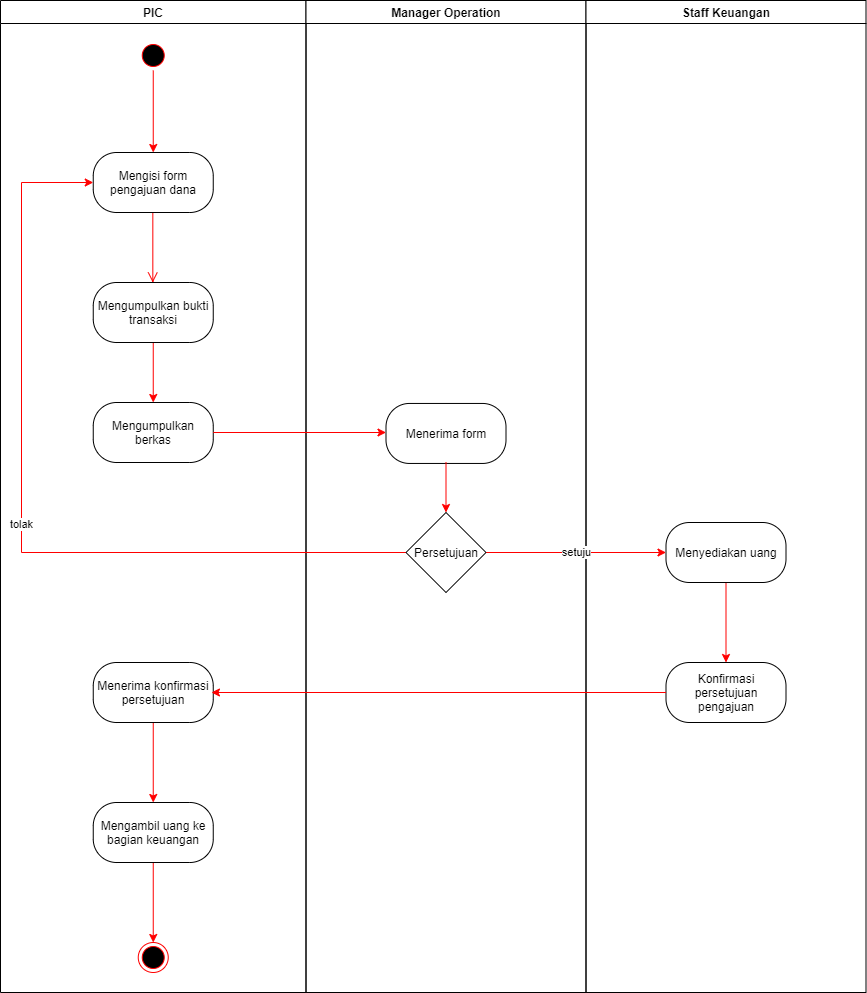 PIC
Manager Operation
Staff Keuangan
Mengisi form
pengajuan dana
Mengumpulkan bukti
transaksi
Mengumpulkan
berkas
Menerima form
tolak
Persetujuan
setuju
Menyediakan uang
Menerima konfirmasi
persetujuan
Konfirmasi
persetujuan
pengajuan
Mengambil uang ke
bagian keuangan